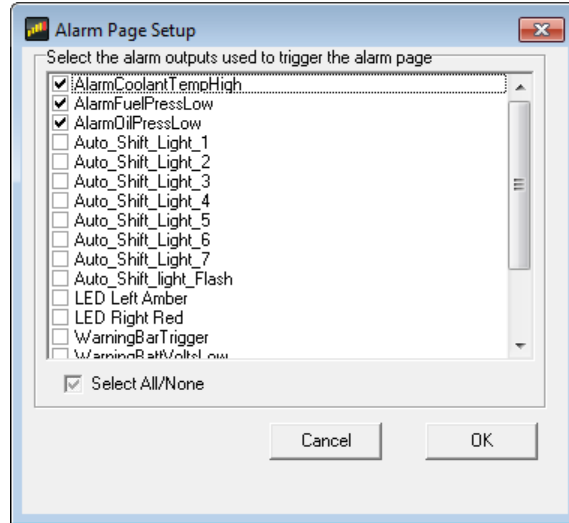 Alarm Page Setup
Select the alarm outputs used to trigger the alarm page
AlarmCoolantTempHigh
AlarmFuelPressLow
AlarmOilPressLow
Auto_Shift_Light_1
Auto_Shift_Light_2
Auto_Shift_Light_3
Auto_Shift_Light_4
Auto_Shift_Light_5
Auto_Shift_Light_6
Auto_Shift_Light_7
Auto_Shift_light_Flash
LED Left Amber
LED Right Red
WarningBarTrigger
WarningBattVoltsLow
Select All/None
Cancel OK